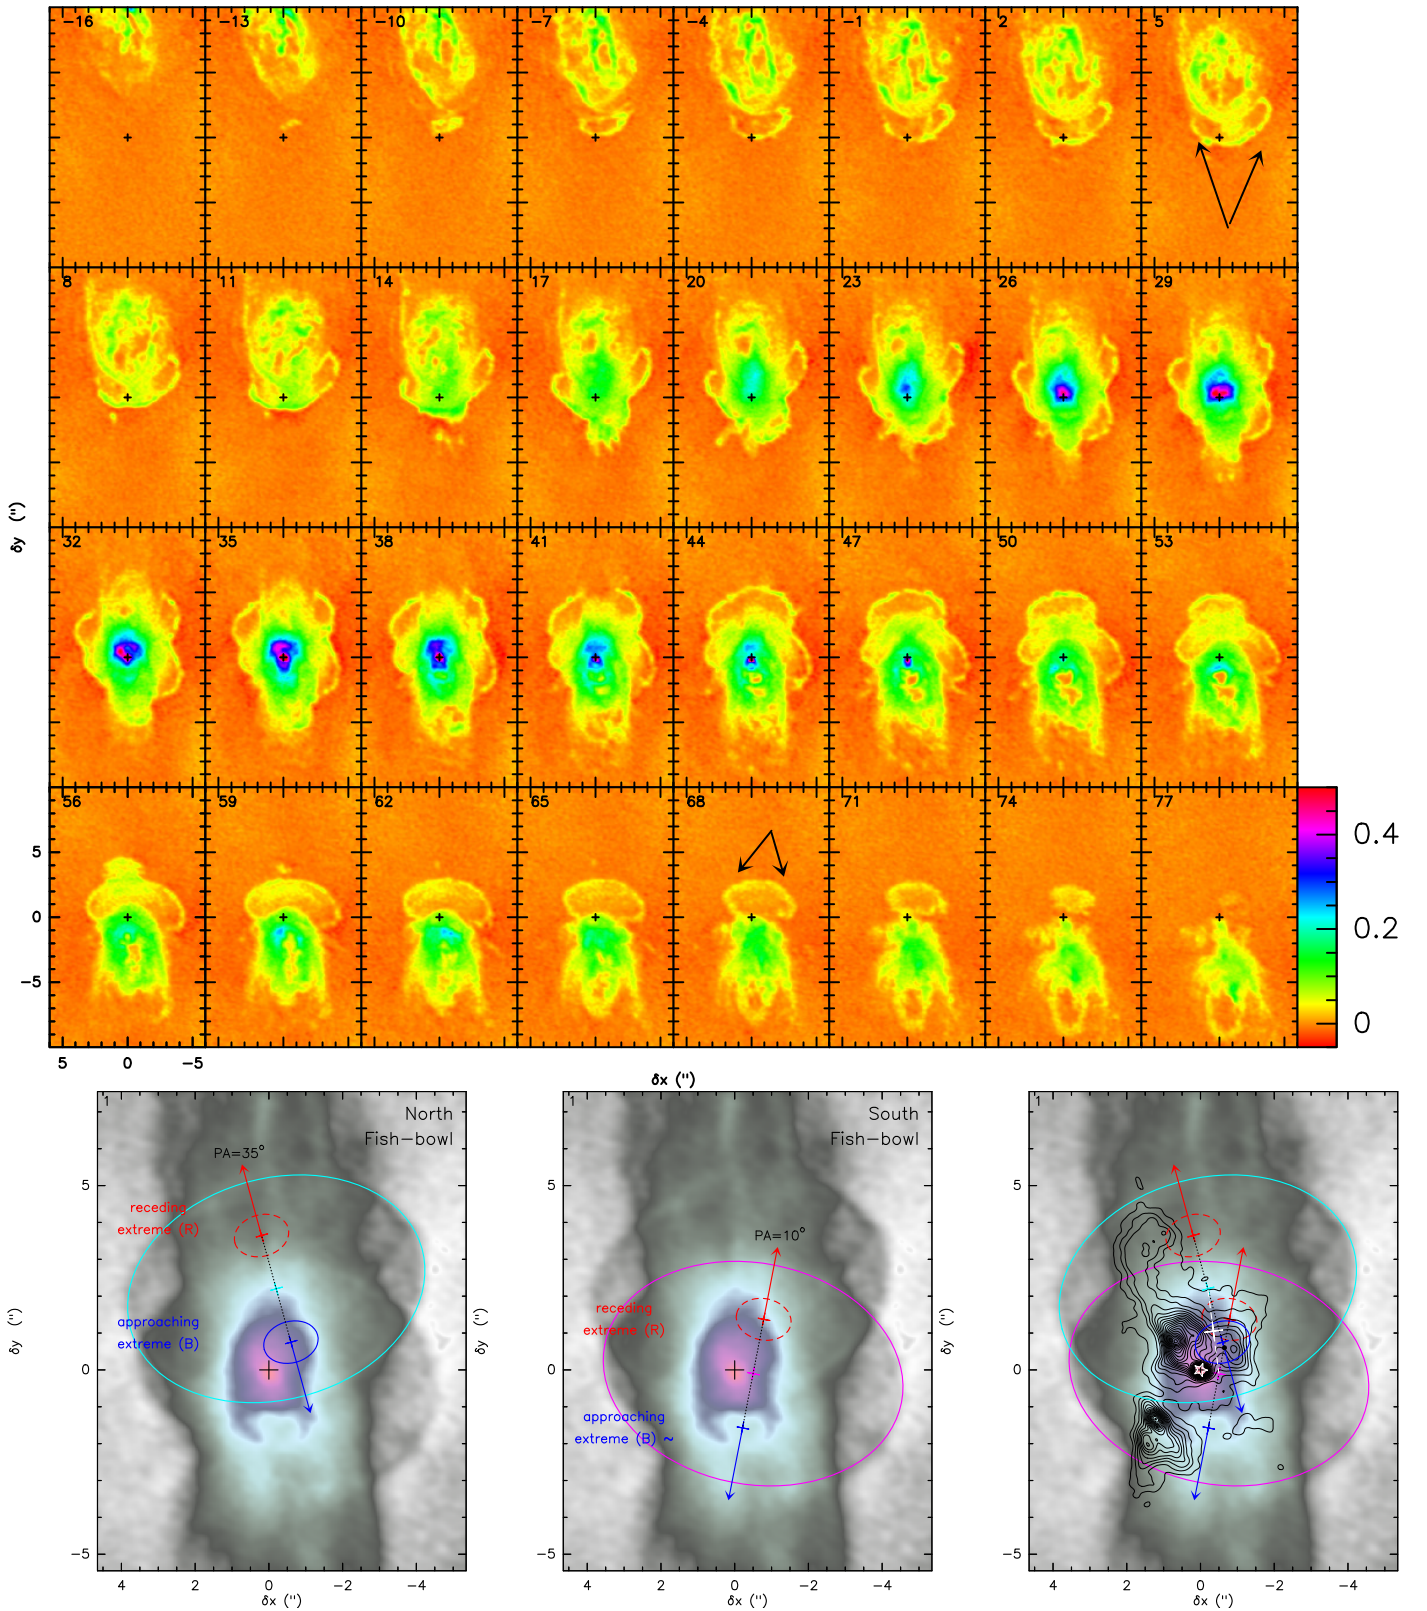 -16 -13 -10 -7 -4 -1 2 5
8 11 14 17 20 23 26 29
32 35 38 41 44 47 50 53
56 59 62 65 68 71 74 77
δy (")
5
0
-5
5 0 -5
δx (")
0.4
0.2
0
1
North
Fish-bowl
PA=35°
receding
extreme (R)
approaching
extreme (B)
5
0
-5
4 2 0 -2 -4
δx (")
δy (")
1
South
Fish-bowl
PA=10°
receding
extreme (R)
approaching
extreme (B) ~
5
0
-5
4 2 0 -2 -4
δx (")
δy (")
1
5
0
-5
4 2 0 -2 -4
δx (")
δy (")